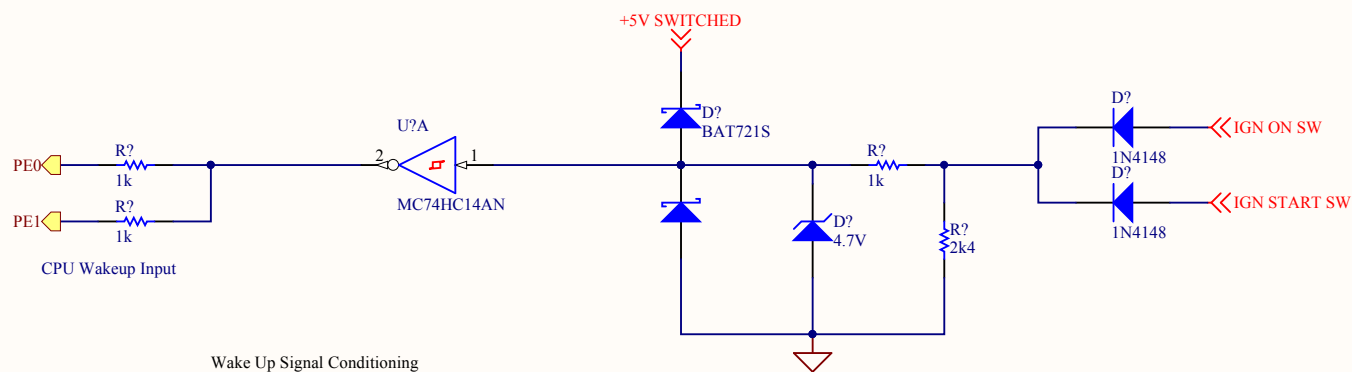 +5V SWITCHED
D?
BAT721S
U?A
2
1
MC74HC14AN
PE0
R?
1k
PE1
R?
1k
CPU Wakeup Input
R?
1k
D?
4.7V
R?
2k4
D?
1N4148
IGN ON SW
D?
1N4148
IGN START SW
Wake Up Signal Conditioning